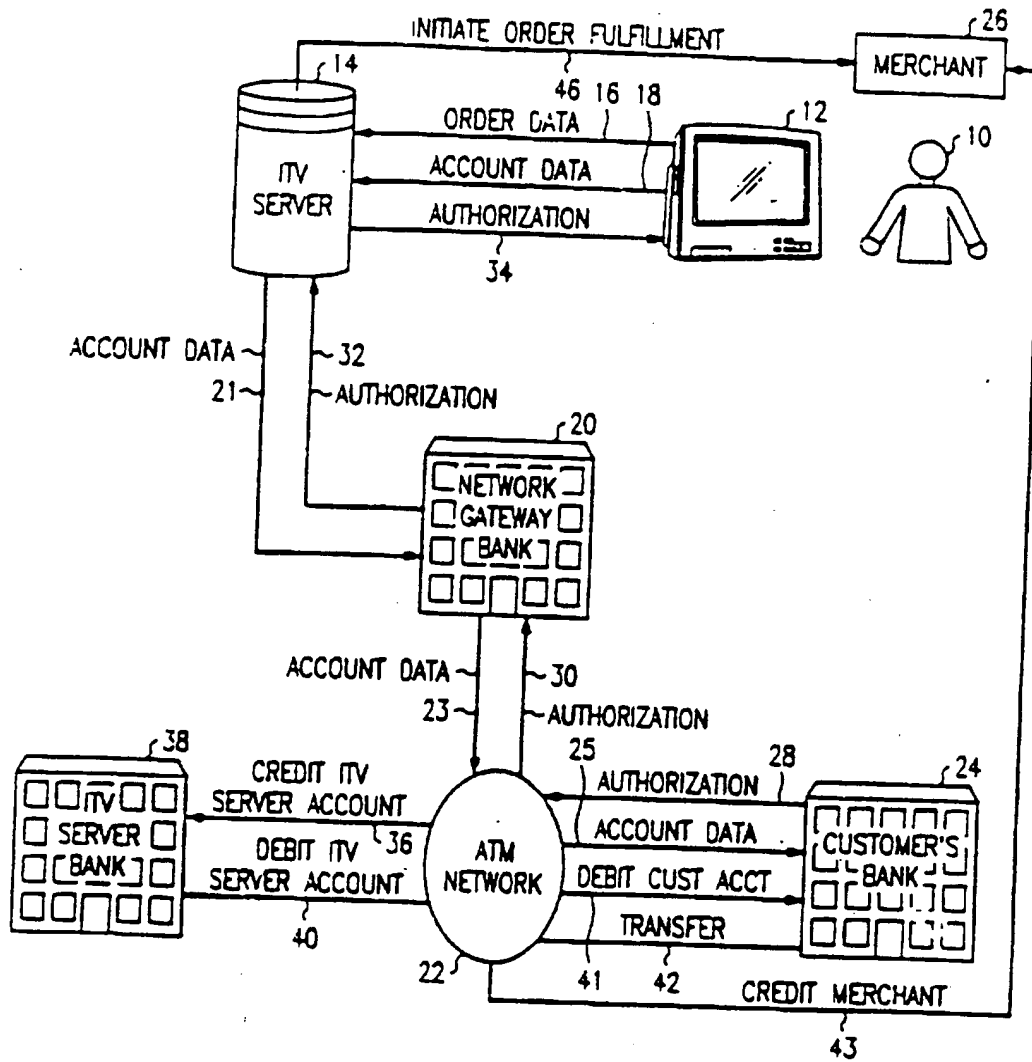 INITIATE ORDER FULFILLMENT
26
MERCHANT
14
46
16
18
12
10
ORDER DATA
ACCOUNT DATA
ITV
SERVER
AUTHORIZATION
34
ACCOUNT DATA
32
21
AUTHORIZATION
20
NETWORK
GATEWAY
BANK
ACCOUNT DATA
30
23
AUTHORIZATION
38
25
28
24
CREDIT ITV
SERVER ACCOUNT
36
AUTHORIZATION
ACCOUNT DATA
ITV
SERVER
BANK
DEBIT ITV
SERVER ACCOUNT
40
ATM
NETWORK
22
CUSTOMER'S
BANK
DEBIT CUST ACCT
TRANSFER
41
42
CREDIT MERCHANT
43